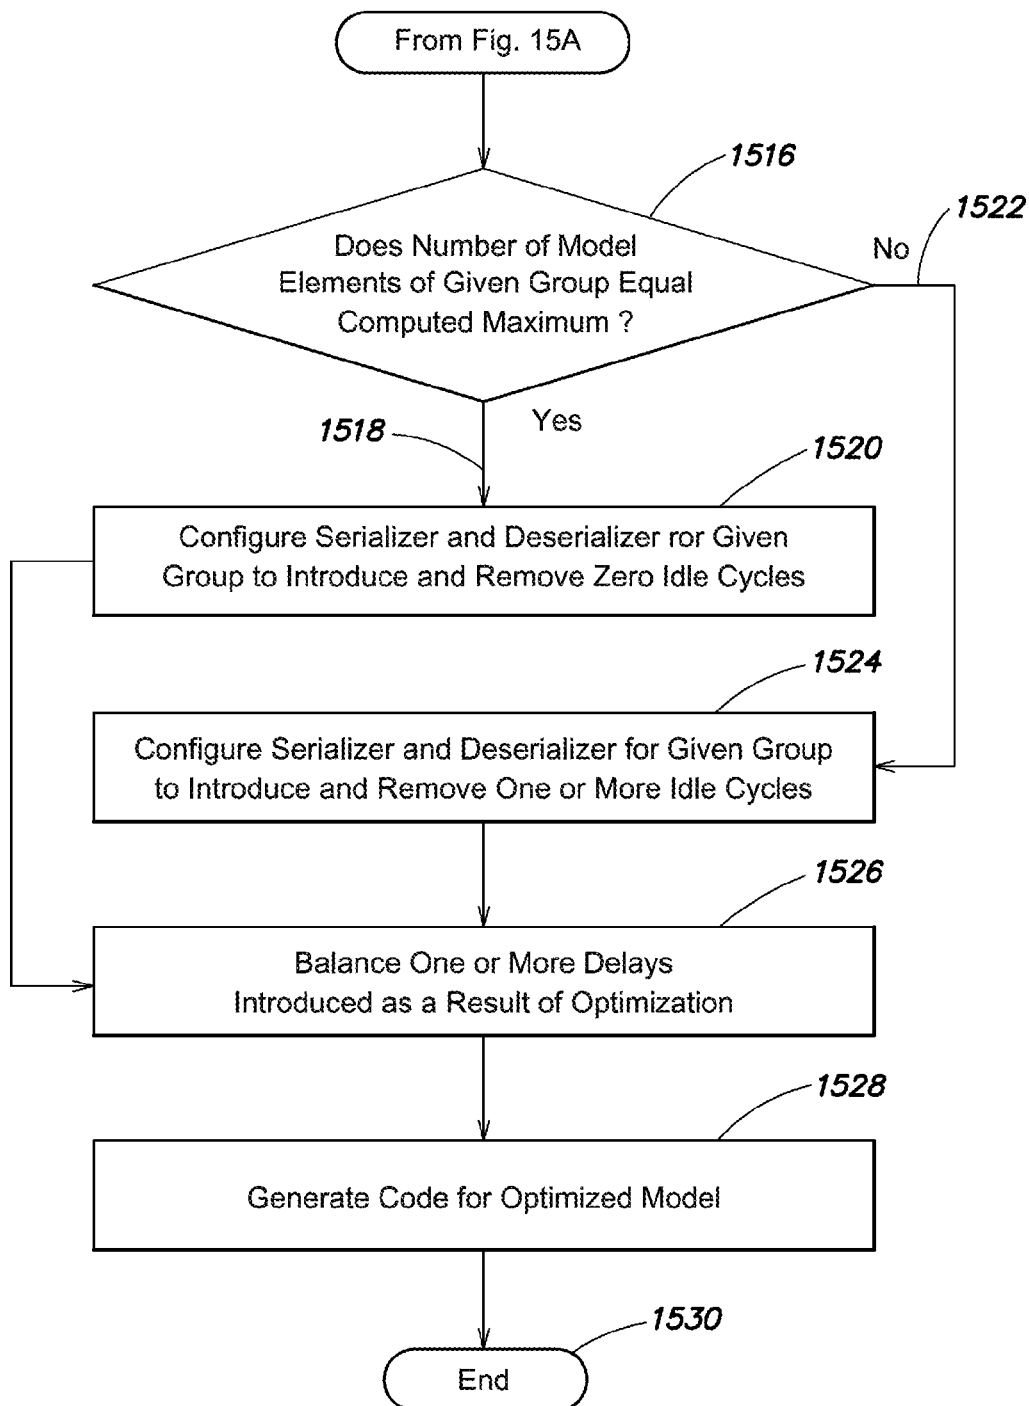 From Fig. 15A
1516
1522
No
Does Number of Model
Elements of Given Group Equal
Computed Maximum ?
1518
Yes
1520
Configure Serializer and Deserializer ror Given
Group to Introduce and Remove Zero Idle Cycles
1524
Configure Serializer and Deserializer for Given Group
to Introduce and Remove One or More Idle Cycles
1526
Balance One or More Delays
Introduced as a Result of Optimization
1528
Generate Code for Optimized Model
1530
End